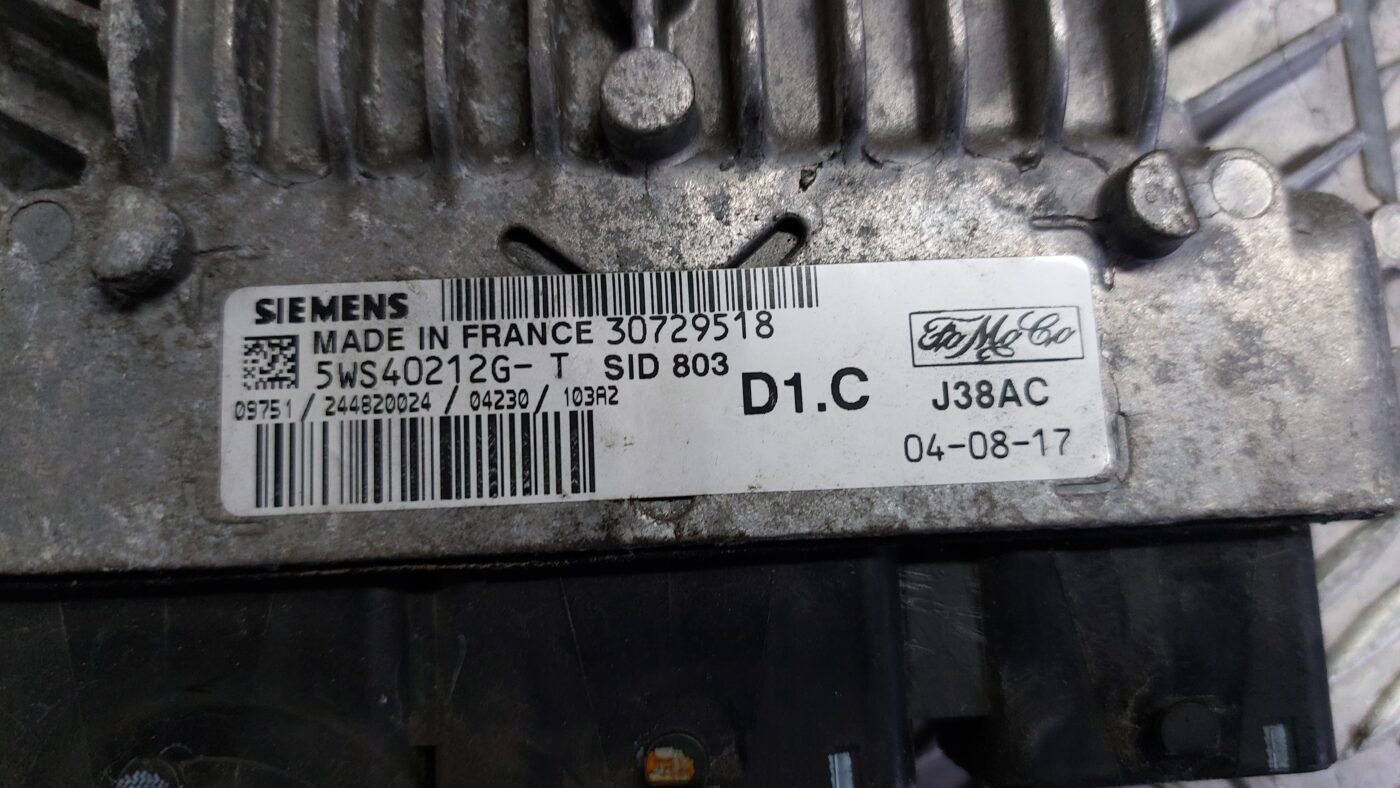 SIEMENS
MADE IN FRANCE 30729518
5WS40212G-T SID 803
09751/244820024/04230/103A2
D1.C
FoMoCo
J38AC
04-08-17